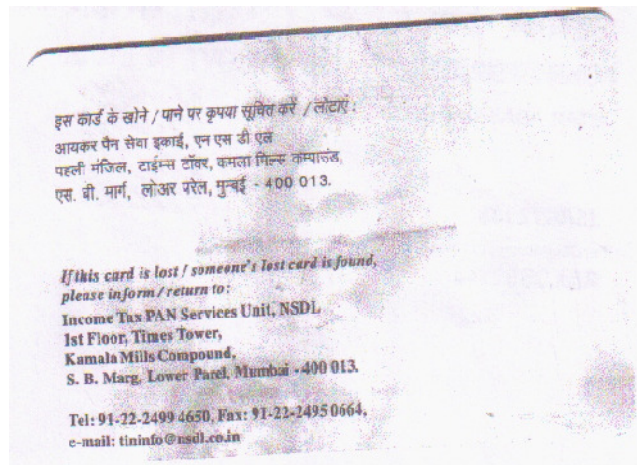 इस कार्ड के खोने / पाने पर कृपया सूचित करें / लौटाएं :
आयकर पैन सेवा इकाई, एन एस डी एल
पहली मंजिल, टाईम्स टॉवर, कमला मिल्स कम्पाउंड,
एस. बी. मार्ग, लोअर परेल, मुम्बई - 400 013.
If this card is lost / someone's lost card is found,
please inform / return to:
Income Tax PAN Services Unit, NSDL
1st Floor, Times Tower,
Kamala Mills Compound,
S. B. Marg, Lower Parel, Mumbai - 400 013.
Tel: 91-22-2499 4650, Fax: 91-22-2495 0664,
e-mail: tininfo@nsdl.co.in